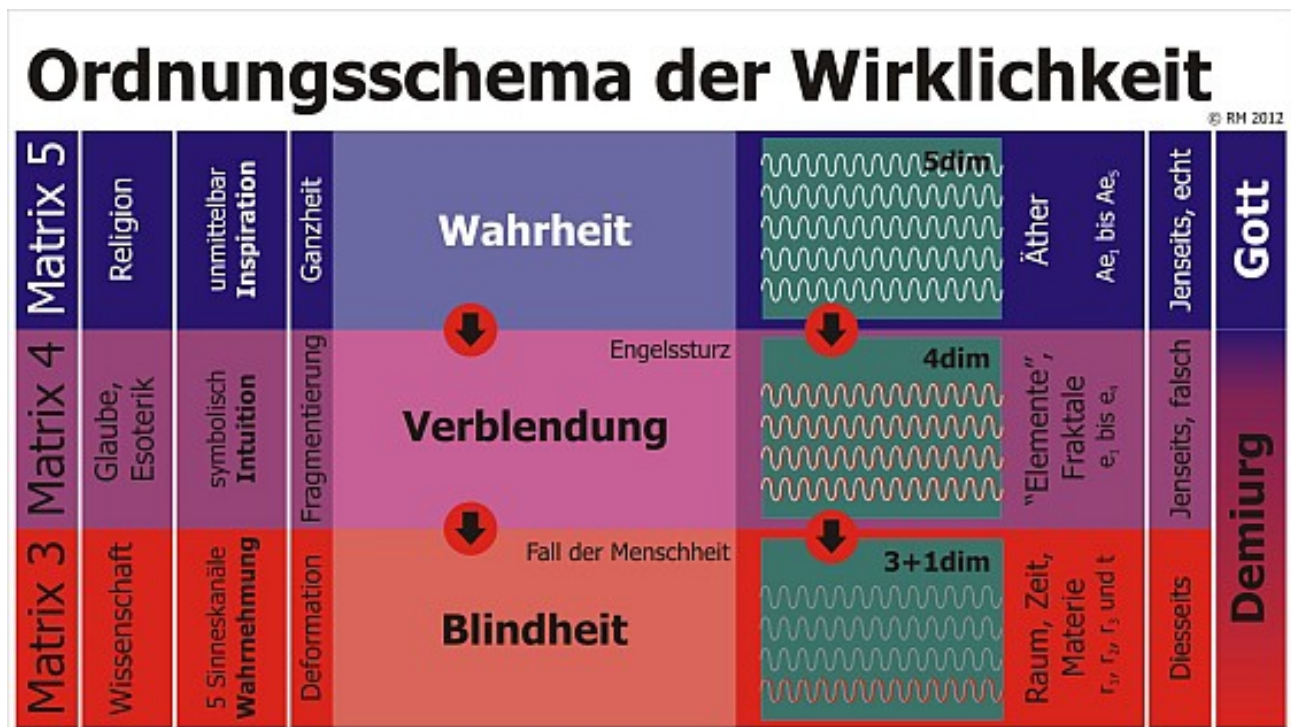 Ordnungsschema der Wirklichkeit
© RM 2012
Matrix 5
Religion
unmittelbar
Inspiration
Ganzheit
Wahrheit
5dim
Äther
Ae₁ bis Ae₅
Jenseits, echt
Gott
Matrix 4
Glaube,
Esoterik
symbolisch
Intuition
Fragmentierung
Engelssturz
Verblendung
4dim
"Elemente",
Fraktale
e₁ bis e₄
Jenseits, falsch
Demiurg
Matrix 3
Wissenschaft
5 Sinneskanäle
Wahrnehmung
Deformation
Fall der Menschheit
Blindheit
3+1dim
Raum, Zeit,
Materie
r₁, r₂, r₃ und t
Diesseits